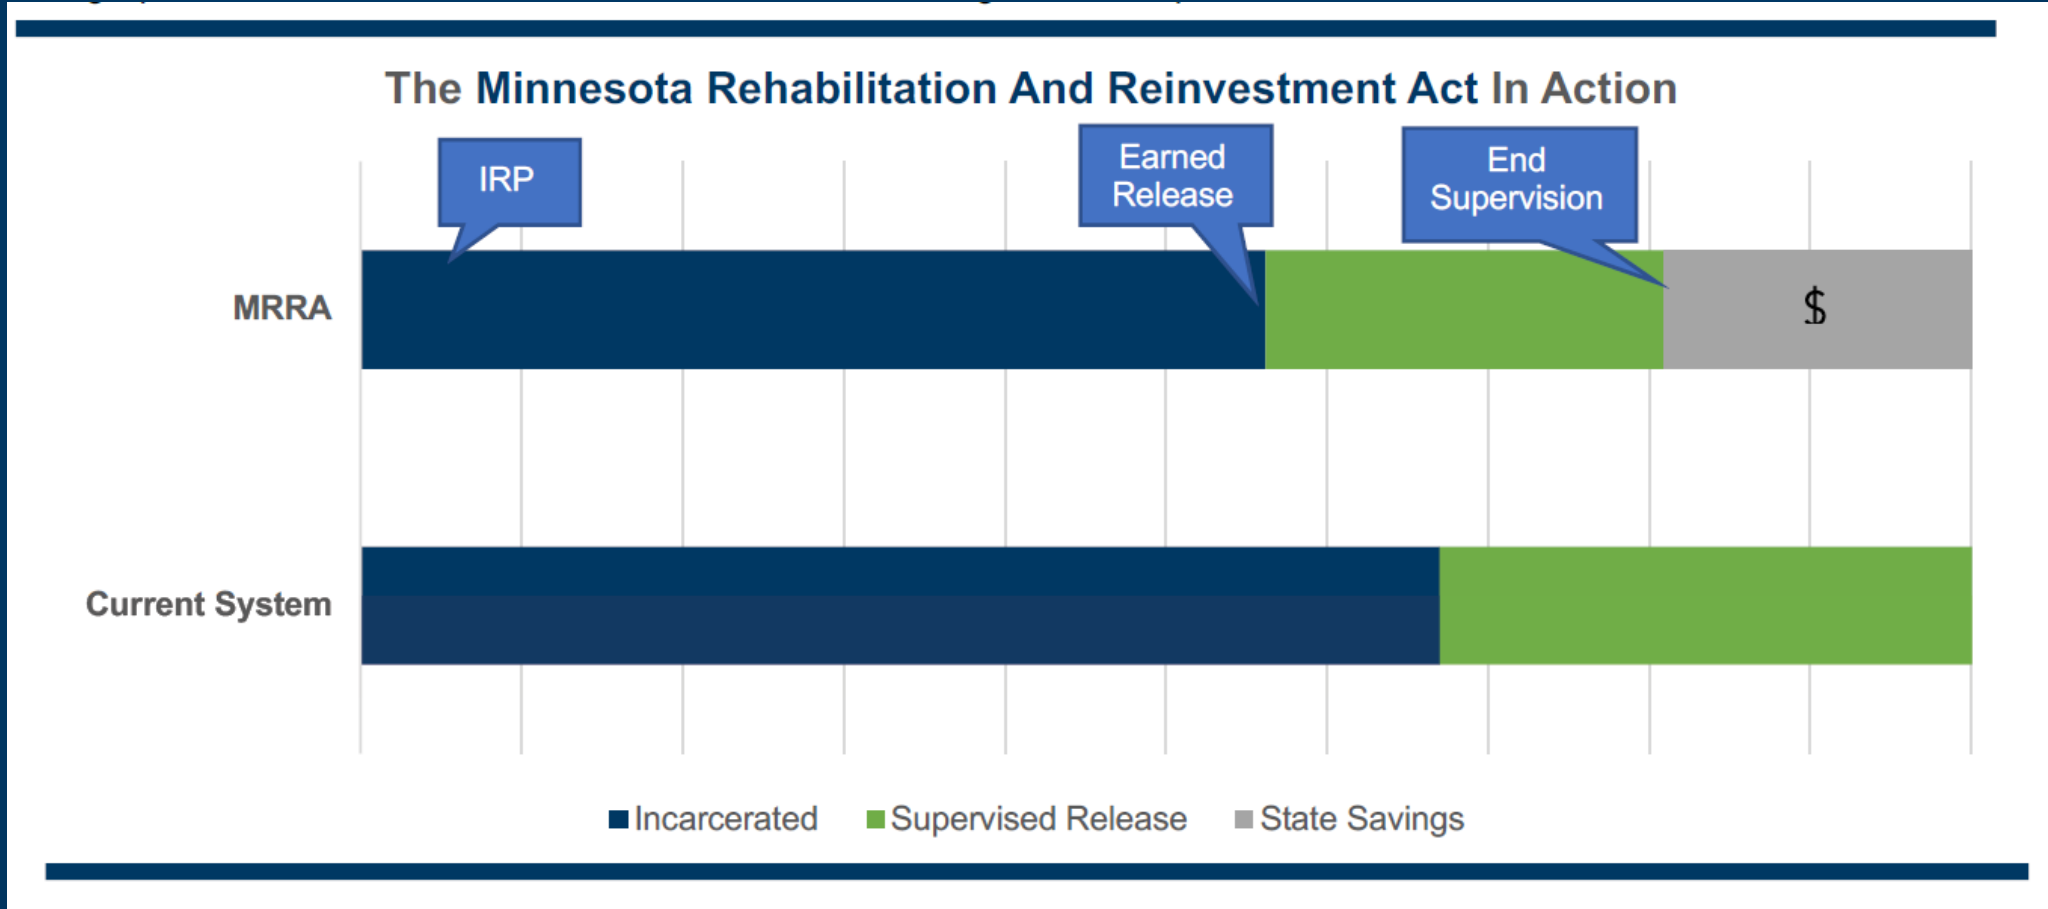 The Minnesota Rehabilitation And Reinvestment Act In Action
IRP
Earned
Release
End
Supervision
MRRA
$
Current System
Incarcerated
Supervised Release
State Savings